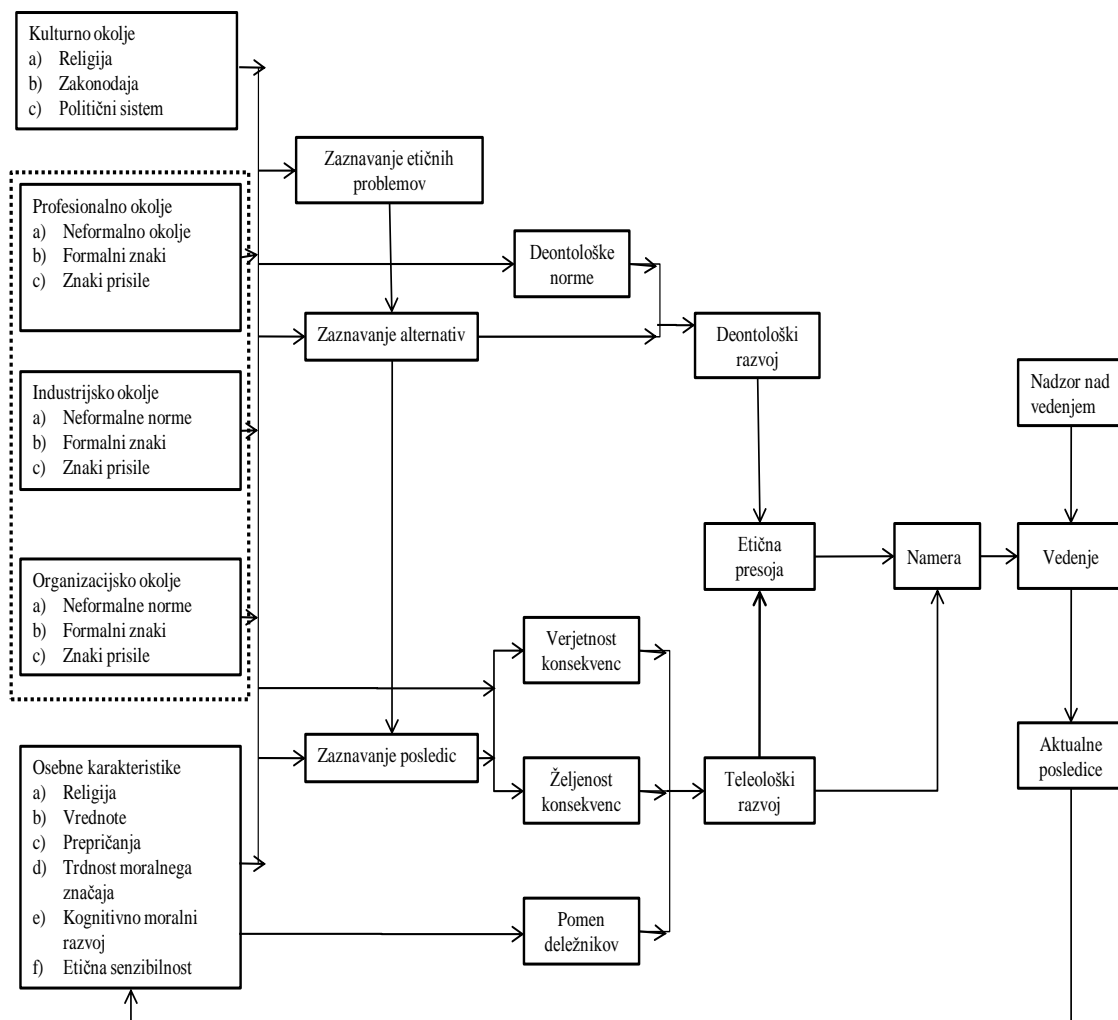 Kulturno okolje
a) Religija
b) Zakonodaja
c) Politični sistem
Profesionalno okolje
a) Neformalno okolje
b) Formalni znaki
c) Znaki prisile
Industrijsko okolje
a) Neformalne norme
b) Formalni znaki
c) Znaki prisile
Organizacijsko okolje
a) Neformalne norme
b) Formalni znaki
c) Znaki prisile
Osebne karakteristike
a) Religija
b) Vrednote
c) Prepričanja
d) Trdnost moralnega
značaja
e) Kognitivno moralni
razvoj
f) Etična senzibilnost
Zaznavanje etičnih
problemov
Zaznavanje alternativ
Zaznavanje posledic
Deontološke
norme
Verjetnost
konsekvenc
Željenost
konsekvenc
Pomen
deležnikov
Deontološki
razvoj
Etična
presoja
Teleološki
razvoj
Namera
Nadzor nad
vedenjem
Vedenje
Aktualne
posledice